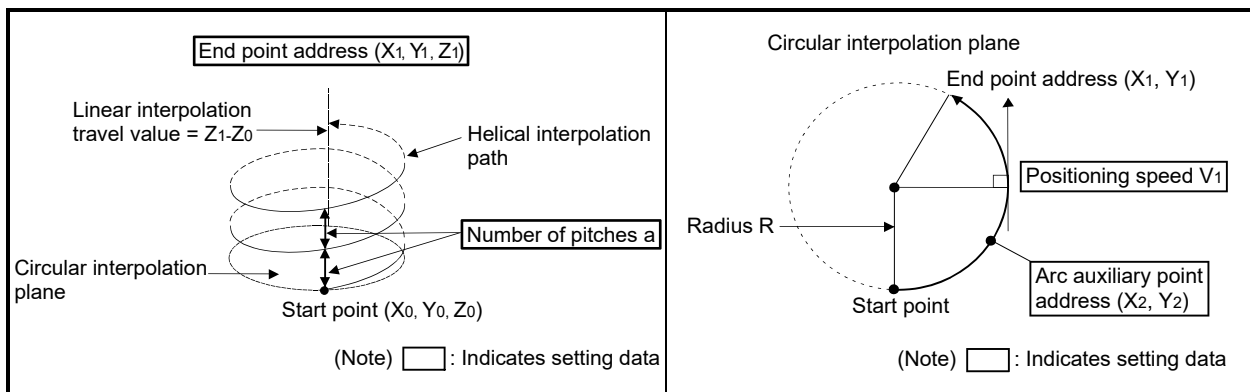 End point address (X1, Y1, Z1)
Linear interpolation
travel value = Z1-Z0
Helical interpolation
path
Number of pitches a
Circular interpolation
plane
Start point (X0, Y0, Z0)
(Note) : Indicates setting data
Circular interpolation plane
End point address (X1, Y1)
Positioning speed V1
Radius R
Arc auxiliary point
address (X2, Y2)
Start point
(Note) : Indicates setting data